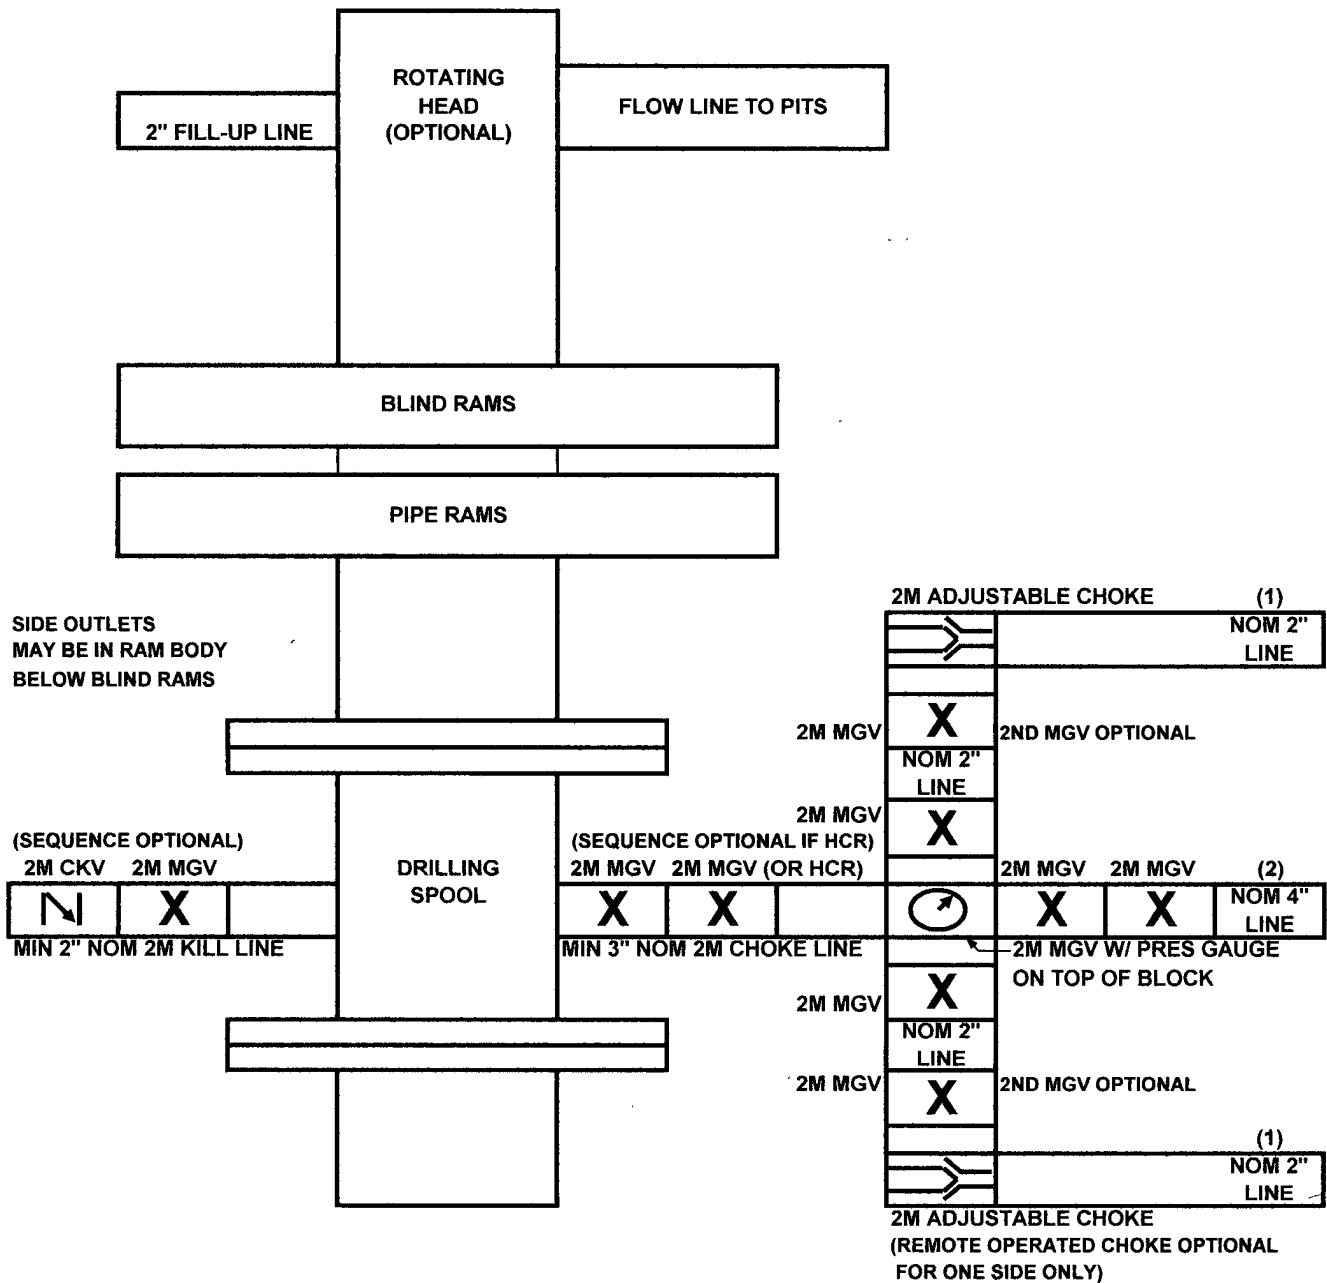 ROTATING
HEAD
(OPTIONAL)
FLOW LINE TO PITS
2" FILL-UP LINE
BLIND RAMS
PIPE RAMS
SIDE OUTLETS
MAY BE IN RAM BODY
BELOW BLIND RAMS
2M ADJUSTABLE CHOKE
(1)
NOM 2"
LINE
2M MGV
X
2ND MGV OPTIONAL
NOM 2"
LINE
2M MGV
X
(SEQUENCE OPTIONAL)
2M CKV
2M MGV
X
MIN 2" NOM 2M KILL LINE
DRILLING
SPOOL
(SEQUENCE OPTIONAL IF HCR)
2M MGV
2M MGV (OR HCR)
X
X
MIN 3" NOM 2M CHOKE LINE
2M MGV
2M MGV
(2)
X
X
NOM 4"
LINE
2M MGV W/ PRES GAUGE
ON TOP OF BLOCK
2M MGV
X
NOM 2"
LINE
2M MGV
X
2ND MGV OPTIONAL
(1)
NOM 2"
LINE
2M ADJUSTABLE CHOKE
(REMOTE OPERATED CHOKE OPTIONAL
FOR ONE SIDE ONLY)